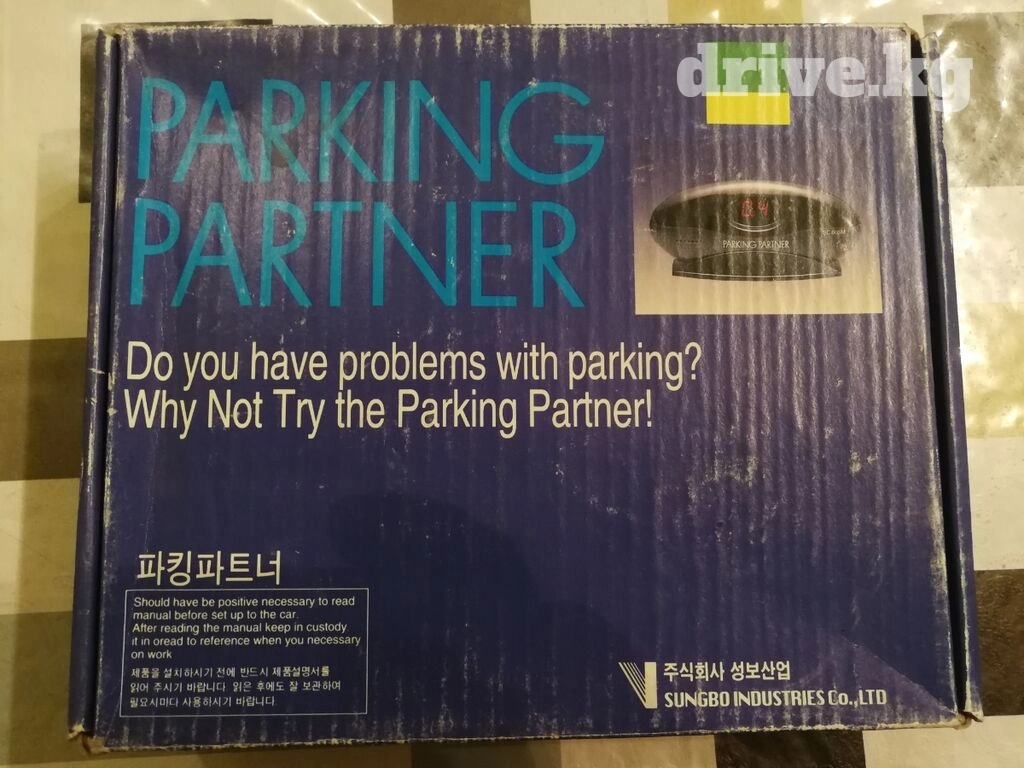 drive.kg
PARKING
PARTNER
0.4
PARKING PARTNER
Do you have problems with parking?
Why Not Try the Parking Partner!
파킹파트너
Should have be positive necessary to read
manual before set up to the car.
After reading the manual keep in custody
it in oread to reference when you necessary
on work
제품을 설치하시기 전에 반드시 제품설명서를
읽어 주시기 바랍니다. 읽은 후에도 잘 보관하여
필요시마다 사용하시기 바랍니다.
주식회사 성보산업
SUNGBO INDUSTRIES Co.,LTD